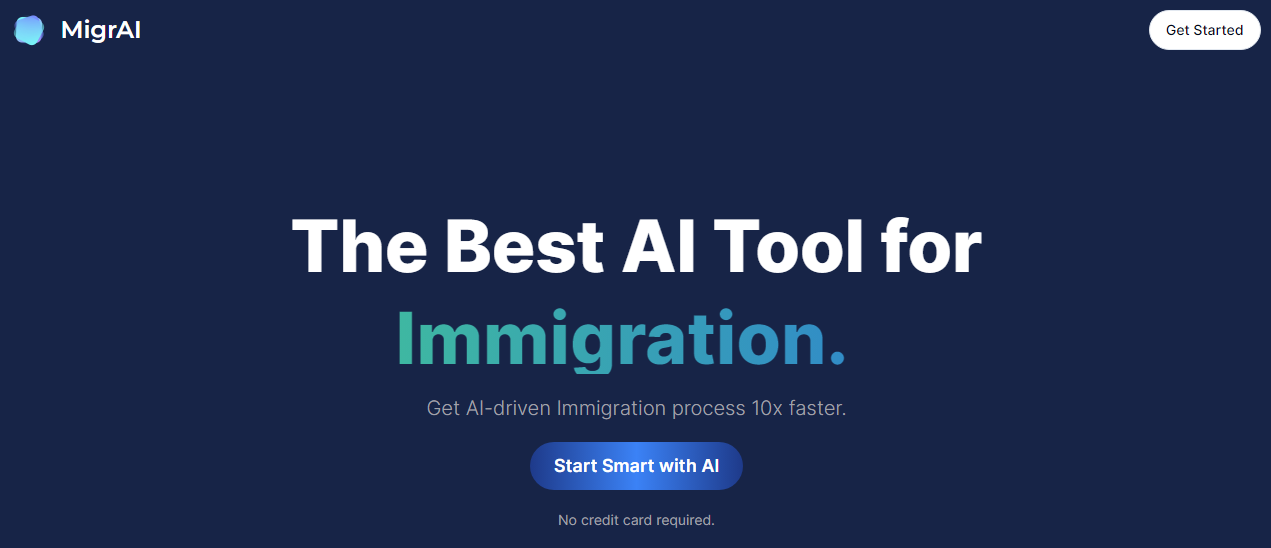 MigrAI
Get Started
The Best AI Tool for
Immigration.
Get AI-driven Immigration process 10x faster.
Start Smart with AI
No credit card required.